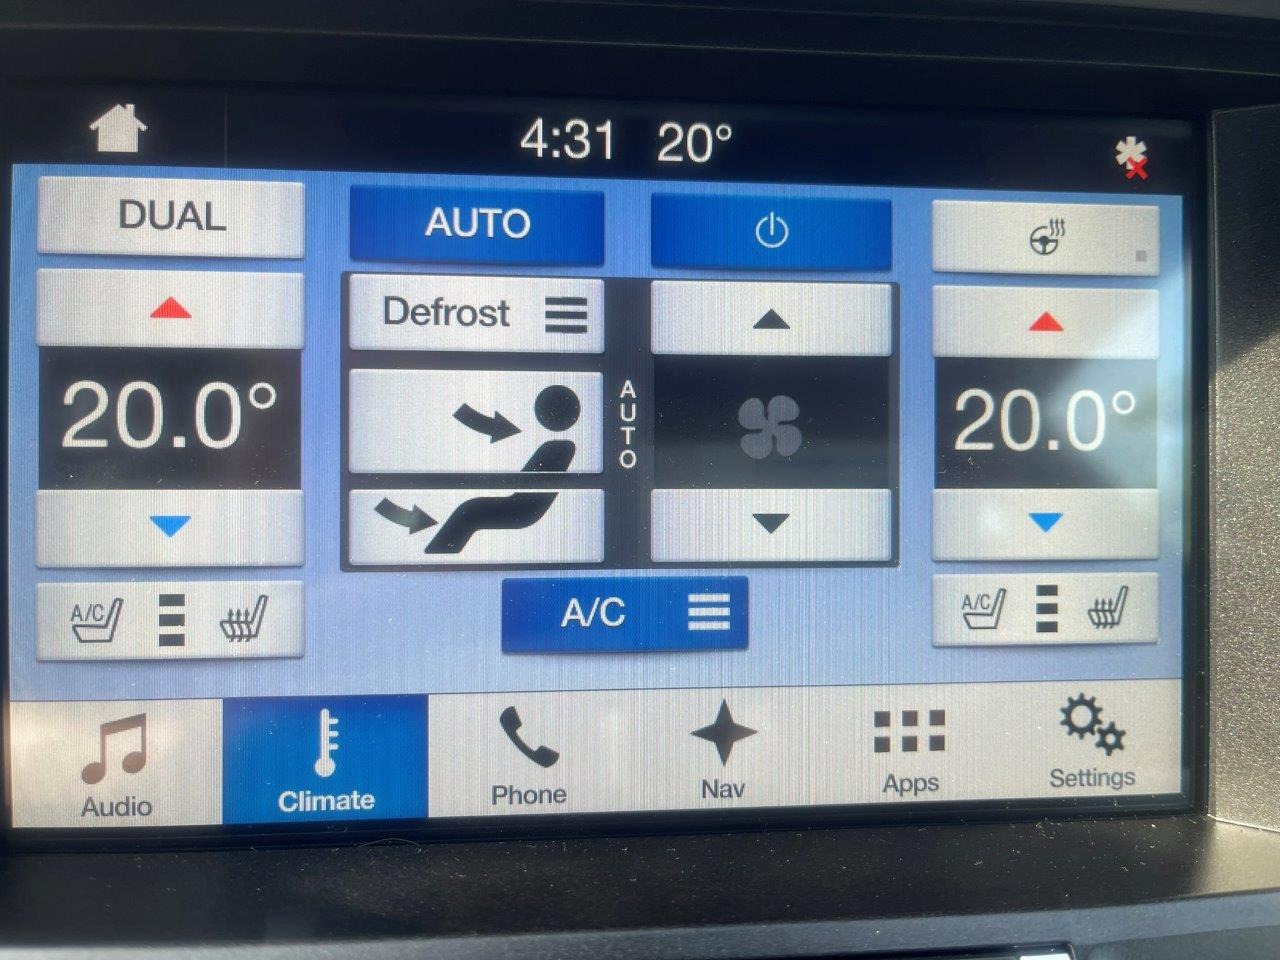 4:31 20°
DUAL
AUTO
Defrost
20.0°
AUTO
20.0°
A/C
A/C
A/C
Audio
Climate
Phone
Nav
Apps
Settings